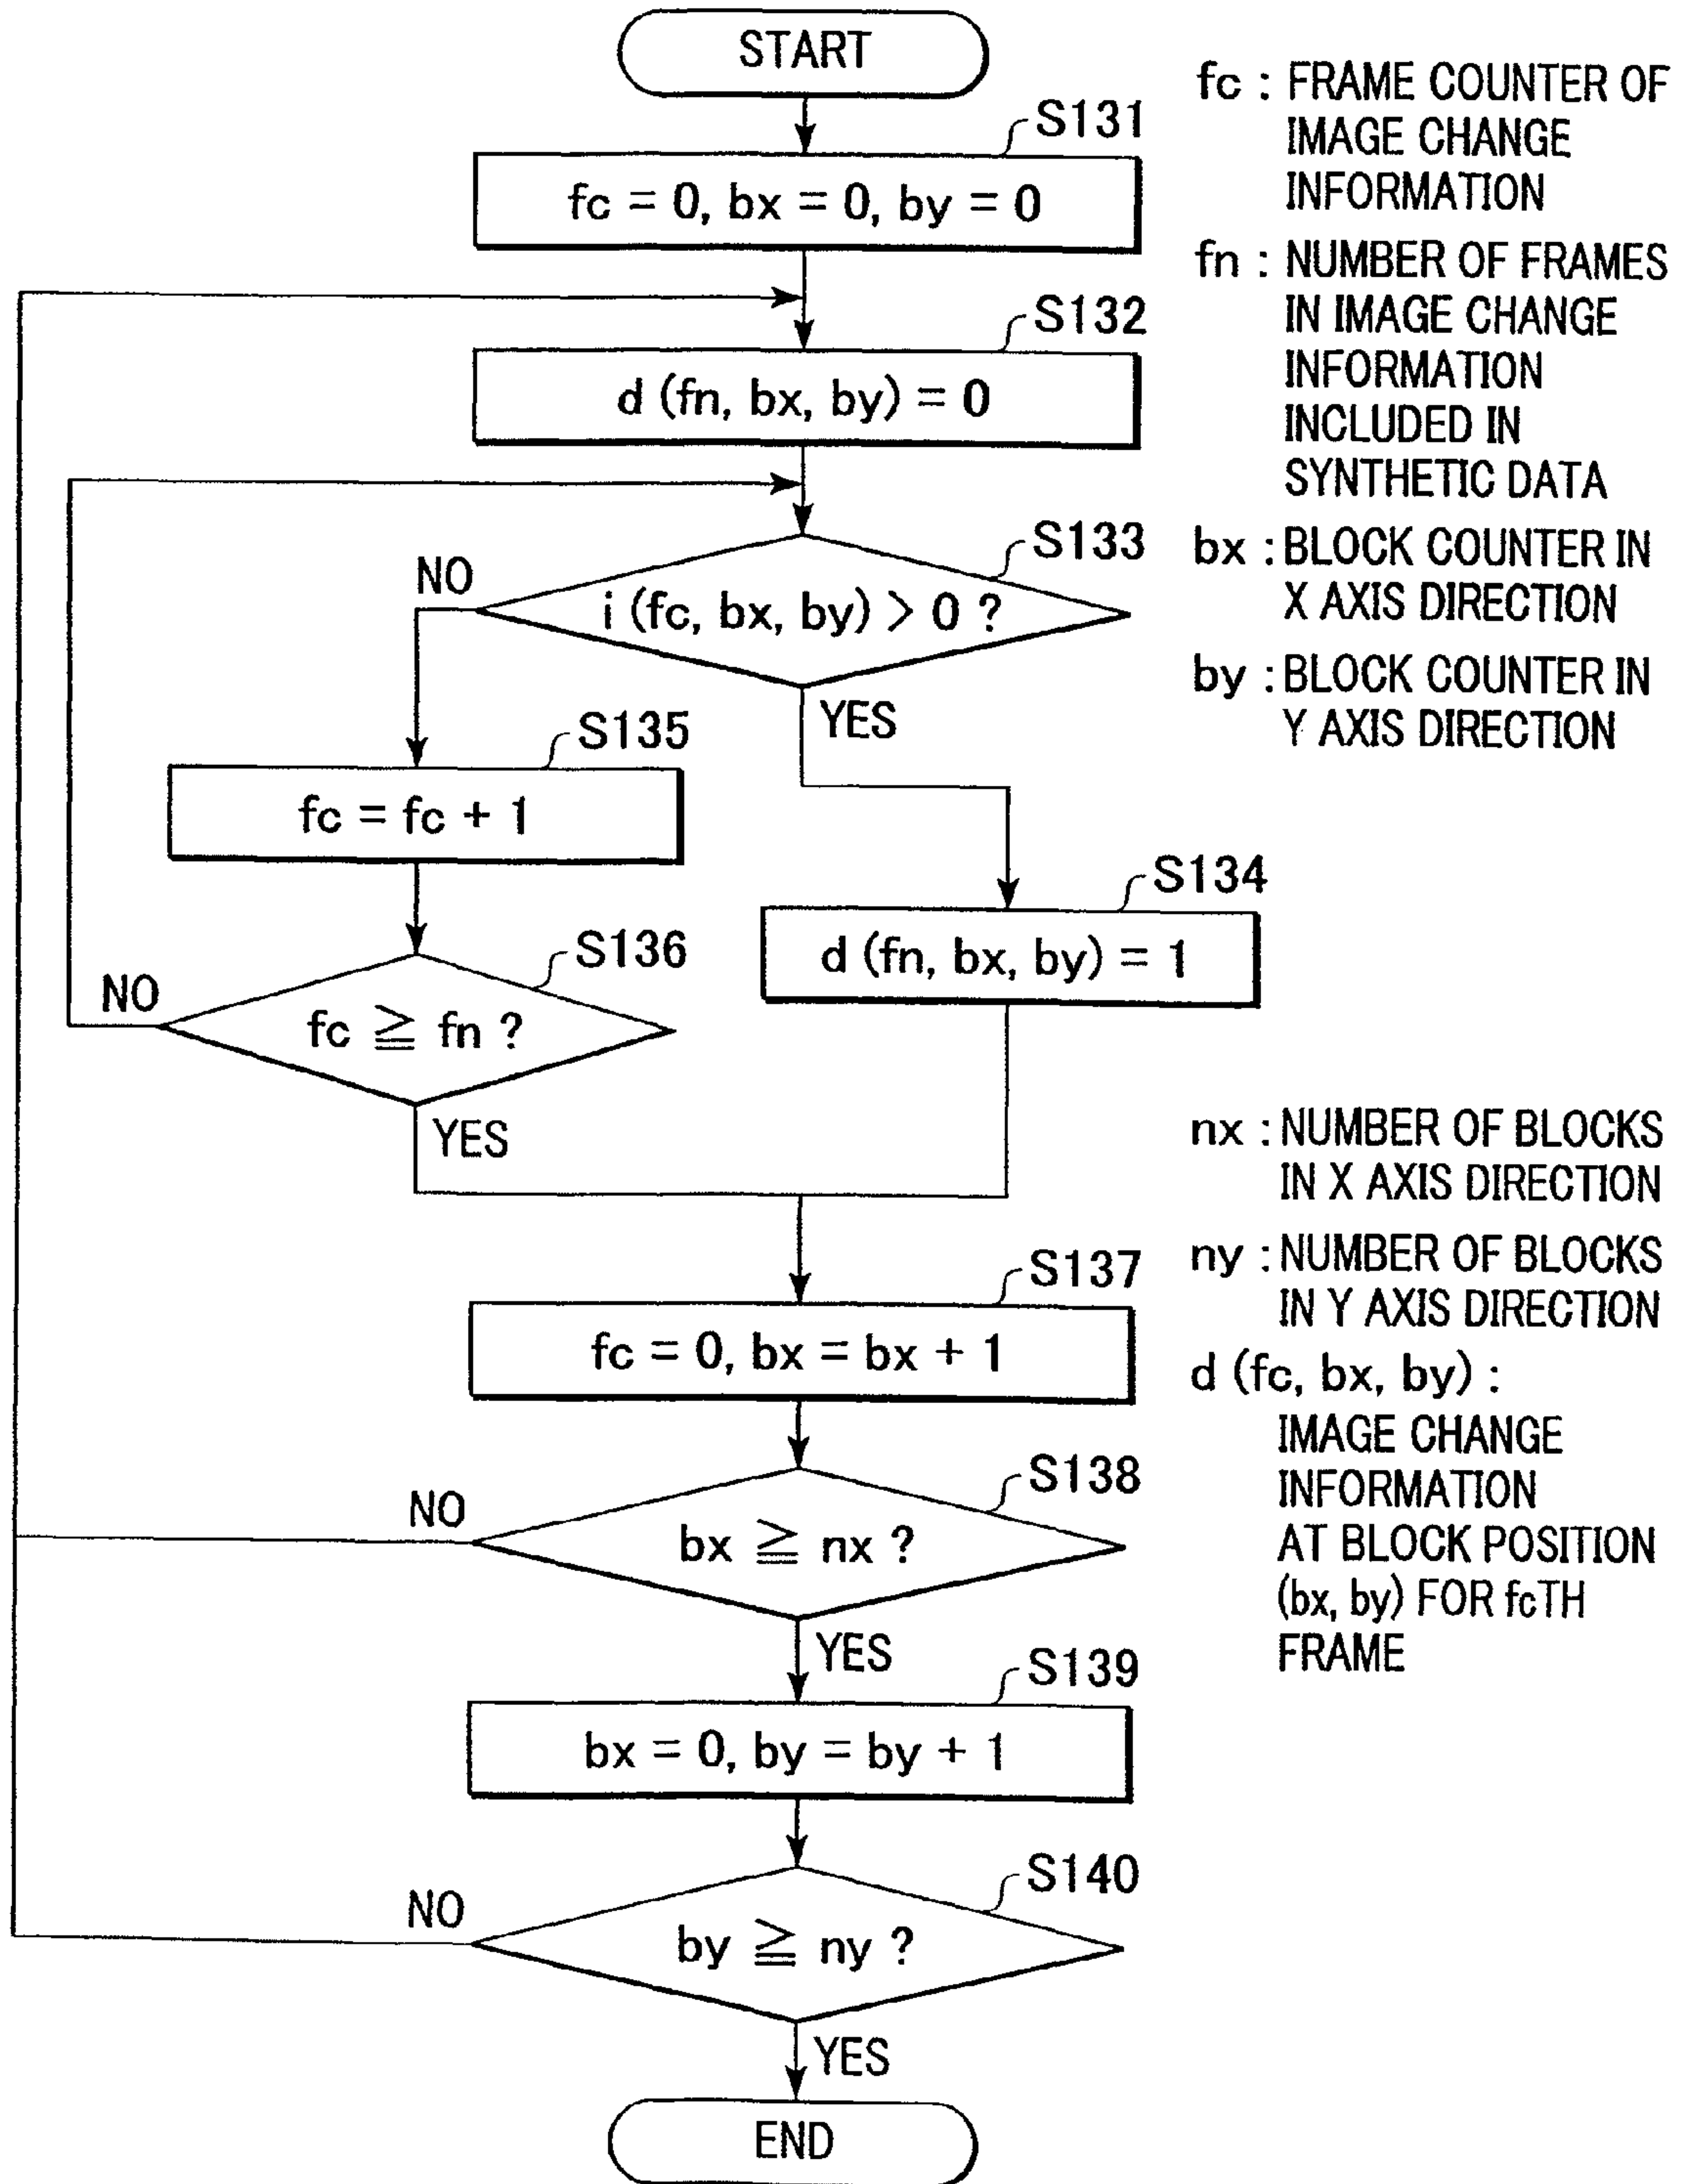 START
S131
fc = 0, bx = 0, by = 0
S132
d (fn, bx, by) = 0
S133
i (fc, bx, by) > 0 ?
NO
YES
S135
fc = fc + 1
S134
d (fn, bx, by) = 1
S136
fc ≧ fn ?
NO
YES
S137
fc = 0, bx = bx + 1
S138
bx ≧ nx ?
NO
YES
S139
bx = 0, by = by + 1
S140
by ≧ ny ?
NO
YES
END
fc : FRAME COUNTER OF
IMAGE CHANGE
INFORMATION
fn : NUMBER OF FRAMES
IN IMAGE CHANGE
INFORMATION
INCLUDED IN
SYNTHETIC DATA
bx : BLOCK COUNTER IN
X AXIS DIRECTION
by : BLOCK COUNTER IN
Y AXIS DIRECTION
nx : NUMBER OF BLOCKS
IN X AXIS DIRECTION
ny : NUMBER OF BLOCKS
IN Y AXIS DIRECTION
d (fc, bx, by) :
IMAGE CHANGE
INFORMATION
AT BLOCK POSITION
(bx, by) FOR fcTH
FRAME